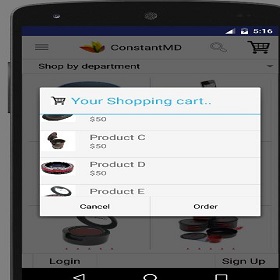 5:16
ConstantMD
Shop by department
Your Shopping cart..
$50
Product C
$50
Product D
$50
Product E
Cancel Order
Login Sign Up